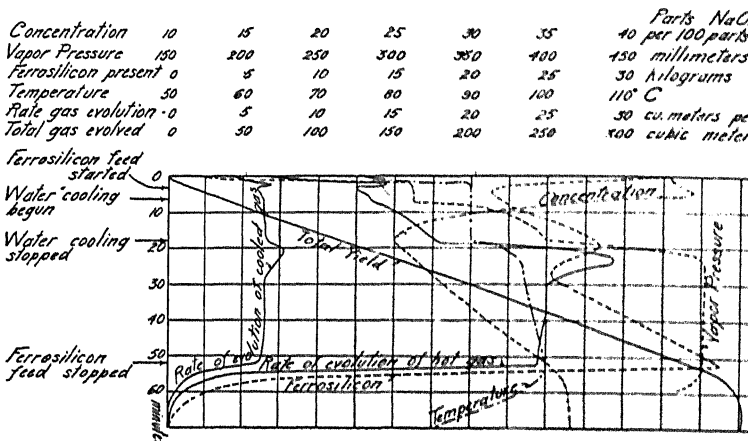 Concentration 10 15 20 25 30 35 40 Parts NaO per 100 parts
Vapor Pressure 150 200 250 300 350 400 450 millimeters
Ferrosilicon present 0 5 10 15 20 25 30 kilograms
Temperature 50 60 70 80 90 100 110° C
Rate gas evolution 0 5 10 15 20 25 30 cu. meters pe
Total gas evolved 0 50 100 150 200 250 300 cubic meter
Ferrosilicon feed started
Water cooling begun
Water cooling stopped
Ferrosilicon feed stopped
0
10
20
30
40
50
60
Concentration
Total Yield
Rate of evolution of cooled gas
Vapor Pressure
Rate of evolution of hot gas
Ferrosilicon
Temperature